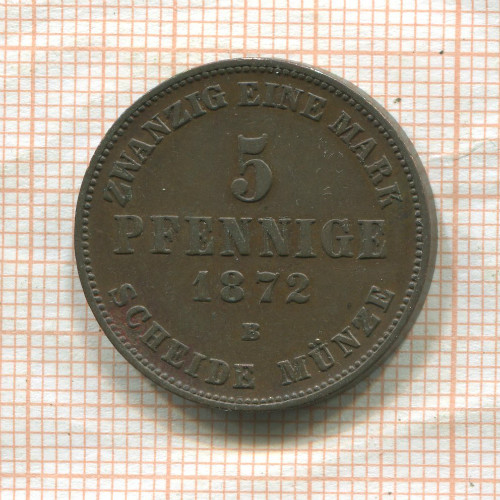 ZWANZIG EINE MARK
5
PFENNIGE
1872
B
SCHEIDE MÜNZE